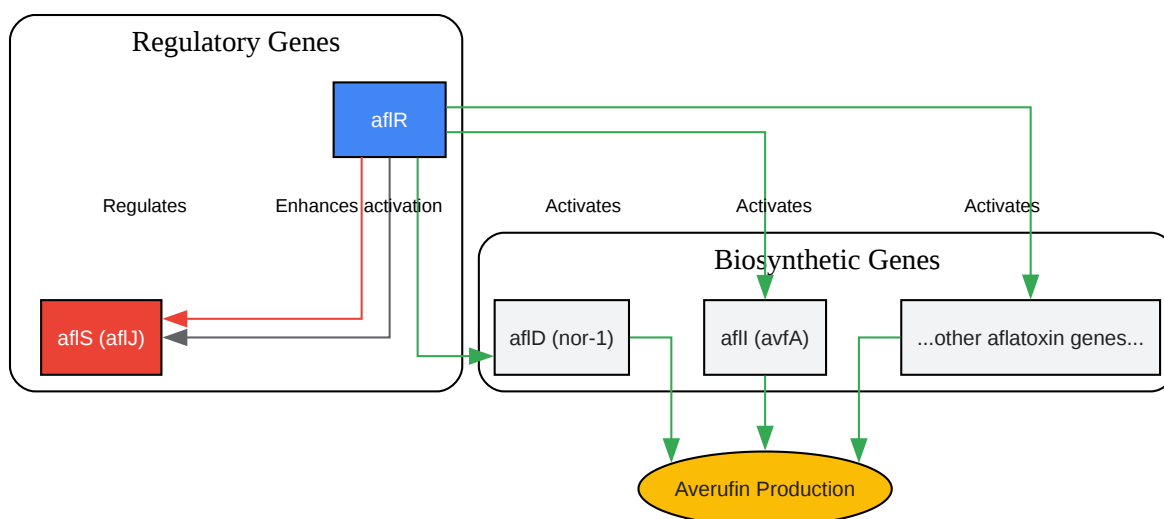 Regulatory Genes
aflR
Regulates
Enhances activation
Activates
Activates
Activates
Biosynthetic Genes
aflS (aflJ)
aflD (nor-1)
aflI (avfA)
...other aflatoxin genes...
Averufin Production